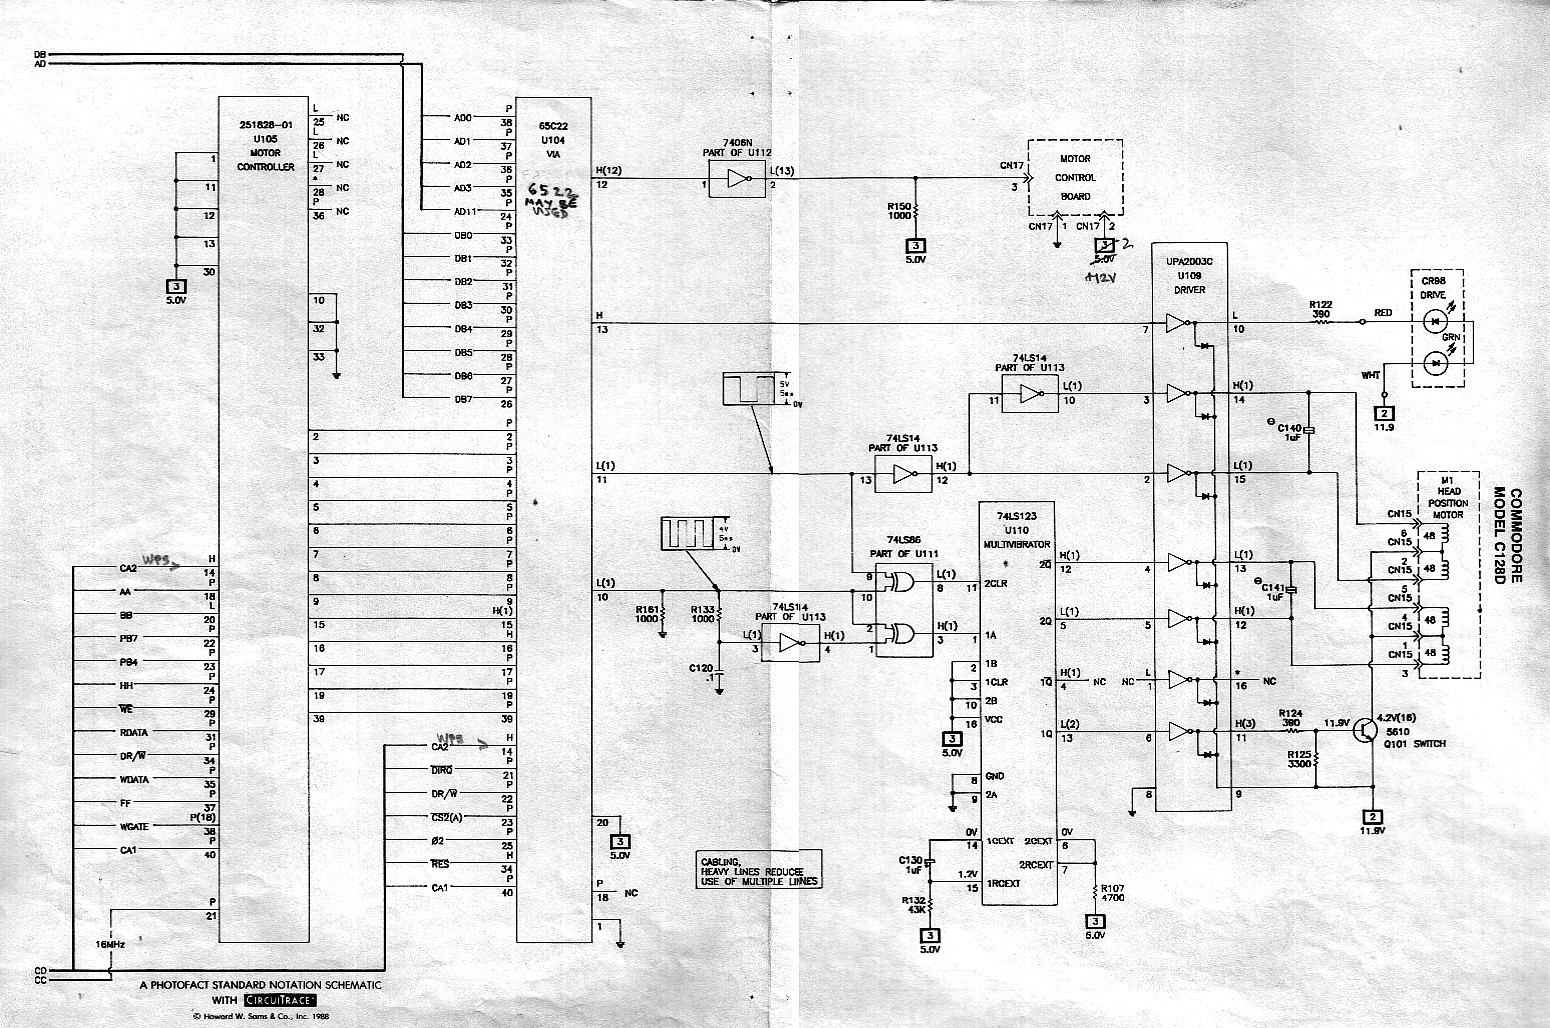 DB
AD
251828-01
U105
MOTOR
CONTROLLER
1
11
12
13
30
3
5.0V
L
25
NC
L
26
NC
L
27
NC
*
28
NC
P
36
NC
10
32
33
2
3
4
5
6
7
8
9
15
16
17
19
39
CA2
WPS
H
14
AA
P
18
BB
L
20
PB7
P
22
PB4
P
23
HH
P
24
WE
P
29
RDATA
P
31
DR/W
P
34
WDATA
P
35
FF
P
37
WGATE
P(18)
38
CA1
P
40
P
21
16MHz
CD
CC
65C22
U104
VIA
6522
MAY BE
USED
AD0
P
38
AD1
P
37
AD2
P
36
AD3
P
35
AD11
P
24
DB0
P
33
DB1
P
32
DB2
P
31
DB3
P
30
DB4
P
29
DB5
P
28
DB6
P
27
DB7
P
26
P
2
P
3
P
4
P
5
P
6
P
7
P
8
P
9
H(1)
15
H
16
P
17
P
19
P
39
CA2
WPS
H
14
DIRQ
P
21
DR/W
P
22
CS2(A)
P
23
Ø2
P
25
RES
H
34
CA1
P
40
H(12)
12
H
13
L(1)
11
L(1)
10
20
3
5.0V
P
18
NC
1
7406N
PART OF U112
1
L(13)
2
R150
1000
3
5.0V
CN17
3
MOTOR
CONTROL
BOARD
CN17
1
CN17
2
3
2
5.0V
+12V
5V
0V
4V
0V
R161
1000
R133
1000
C120
.1
74LS14
PART OF U113
L(1)
3
H(1)
4
74LS14
PART OF U113
13
H(1)
12
74LS14
PART OF U113
11
L(1)
10
74LS86
PART OF U111
9
10
L(1)
8
2
1
H(1)
3
74LS123
U110
MULTIVIBRATOR
11
2CLR
1
1A
2
1B
3
1CLR
10
2B
16
VCC
3
5.0V
8
GND
9
2A
2Q
H(1)
12
2Q
L(1)
5
1Q
H(1)
4
NC
1Q
L(2)
13
0V
14
1CEXT
1.2V
15
1RCEXT
2CEXT
0V
6
2RCEXT
7
C130
1uF
R132
43K
3
5.0V
R107
4700
3
5.0V
UPA2003C
U109
DRIVER
7
L
10
3
H(1)
14
2
L(1)
15
4
L(1)
13
5
H(1)
12
NC
L
1
*
16
NC
6
H(3)
11
8
9
R122
390
RED
CR98
DRIVE
GRN
WHT
2
11.9
C140
1uF
C141
1uF
M1
HEAD
POSITION
MOTOR
CN15
6
CN15
2
CN15
5
CN15
4
CN15
1
CN15
3
48
48
48
48
R124
390
11.9V
R125
3300
4.2V(16)
5610
Q101 SWITCH
2
11.9V
COMMODORE
MODEL C128D
CABLING,
HEAVY LINES REDUCE
USE OF MULTIPLE LINES
A PHOTOFACT STANDARD NOTATION SCHEMATIC
WITH CIRCUITRACE
© Howard W. Sams & Co., Inc. 1988